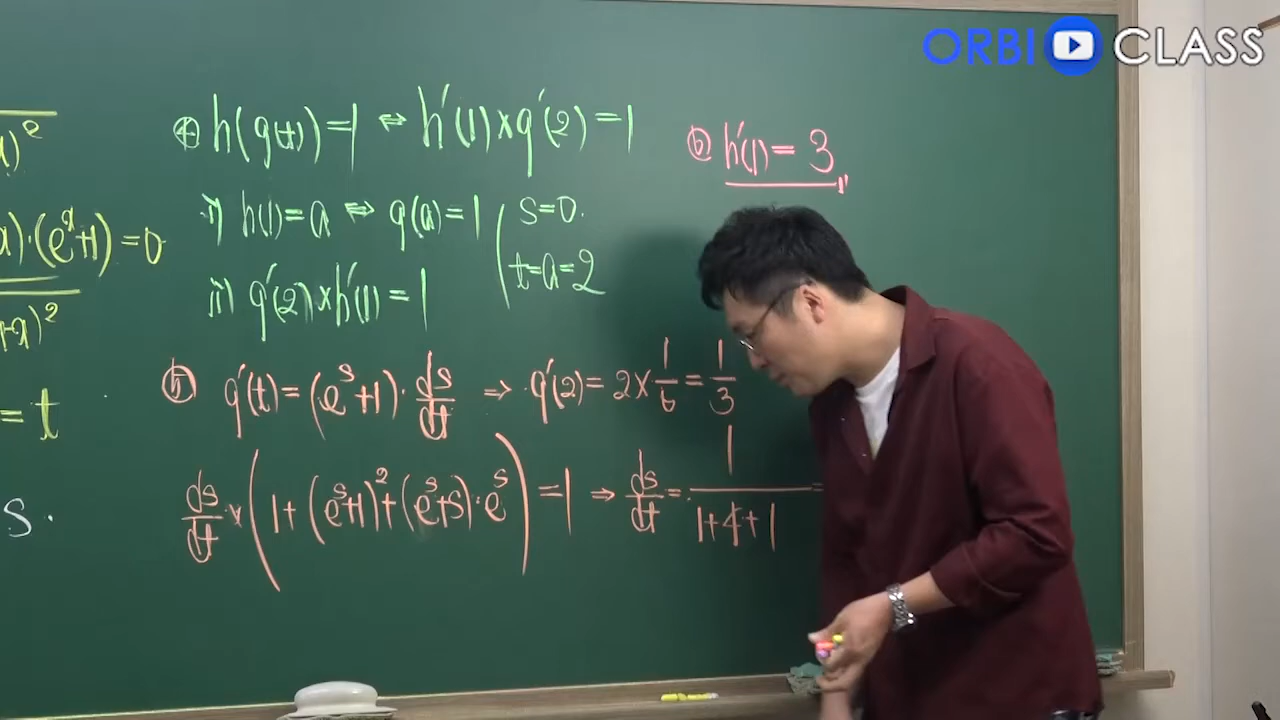 ORBI CLASS
④ h(g(t))=1 ⇔ h'(1)×g'(2)=1
i) h(1)=a ⇔ g(a)=1
s=0.
t=a=2
ii) g'(2)×h'(1)=1
⑤ g'(t)=(e^s+1)·ds/dt ⇒ g'(2)=2×1/6=1/3
ds/dt×(1+(e^s+1)^2+(e^s+s)·e^s)=1 ⇒ ds/dt=1/(1+4+1)=
⑥ h'(1)=3
)·(e^x+1)=0
)^2
=t
s.